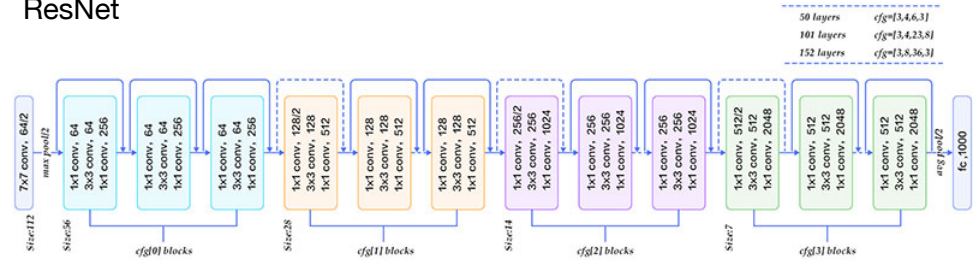 ResNet
50 layers cfg=[3,4,6,3]
101 layers cfg=[3,4,23,8]
152 layers cfg=[3,8,36,3]
7x7 conv, 64/2
max pool/2
1x1 conv, 64
3x3 conv, 64
1x1 conv, 256
1x1 conv, 64
3x3 conv, 64
1x1 conv, 256
1x1 conv, 64
3x3 conv, 64
1x1 conv, 256
1x1 conv, 128/2
3x3 conv, 128
1x1 conv, 512
1x1 conv, 128
3x3 conv, 128
1x1 conv, 512
1x1 conv, 128
3x3 conv, 128
1x1 conv, 512
1x1 conv, 256/2
3x3 conv, 256
1x1 conv, 1024
1x1 conv, 256
3x3 conv, 256
1x1 conv, 1024
1x1 conv, 256
3x3 conv, 256
1x1 conv, 1024
1x1 conv, 512/2
3x3 conv, 512
1x1 conv, 2048
1x1 conv, 512
3x3 conv, 512
1x1 conv, 2048
1x1 conv, 512
3x3 conv, 512
1x1 conv, 2048
avg pool/2
fc ,1000
Size:112
Size:56
Size:28
Size:14
Size:7
cfg[0] blocks
cfg[1] blocks
cfg[2] blocks
cfg[3] blocks